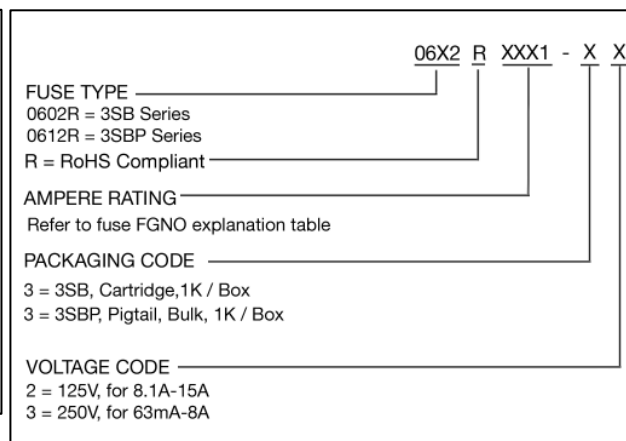 06X2 R XXX1 - X X
FUSE TYPE
0602R = 3SB Series
0612R = 3SBP Series
R = RoHS Compliant
AMPERE RATING
Refer to fuse FGNO explanation table
PACKAGING CODE
3 = 3SB, Cartridge,1K / Box
3 = 3SBP, Pigtail, Bulk, 1K / Box
VOLTAGE CODE
2 = 125V, for 8.1A-15A
3 = 250V, for 63mA-8A